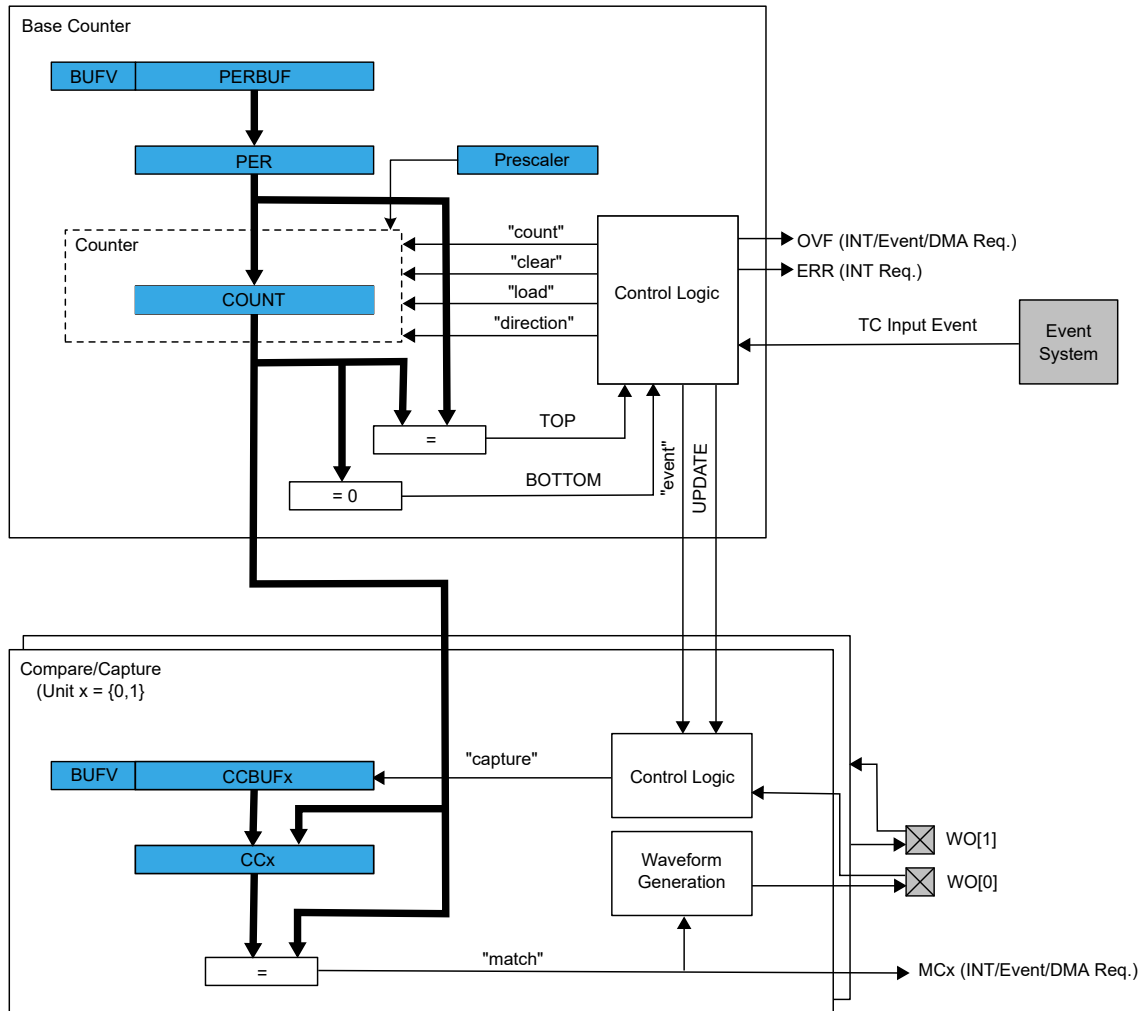 Base Counter
BUFV
PERBUF
PER
Prescaler
Counter
"count"
"clear"
COUNT
"load"
"direction"
Control Logic
OVF (INT/Event/DMA Req.)
ERR (INT Req.)
TC Input Event
Event
System
=
TOP
= 0
BOTTOM
"event"
UPDATE
Compare/Capture
(Unit x = {0,1}
BUFV
CCBUFx
"capture"
Control Logic
CCx
Waveform
Generation
WO[1]
WO[0]
=
"match"
MCx (INT/Event/DMA Req.)